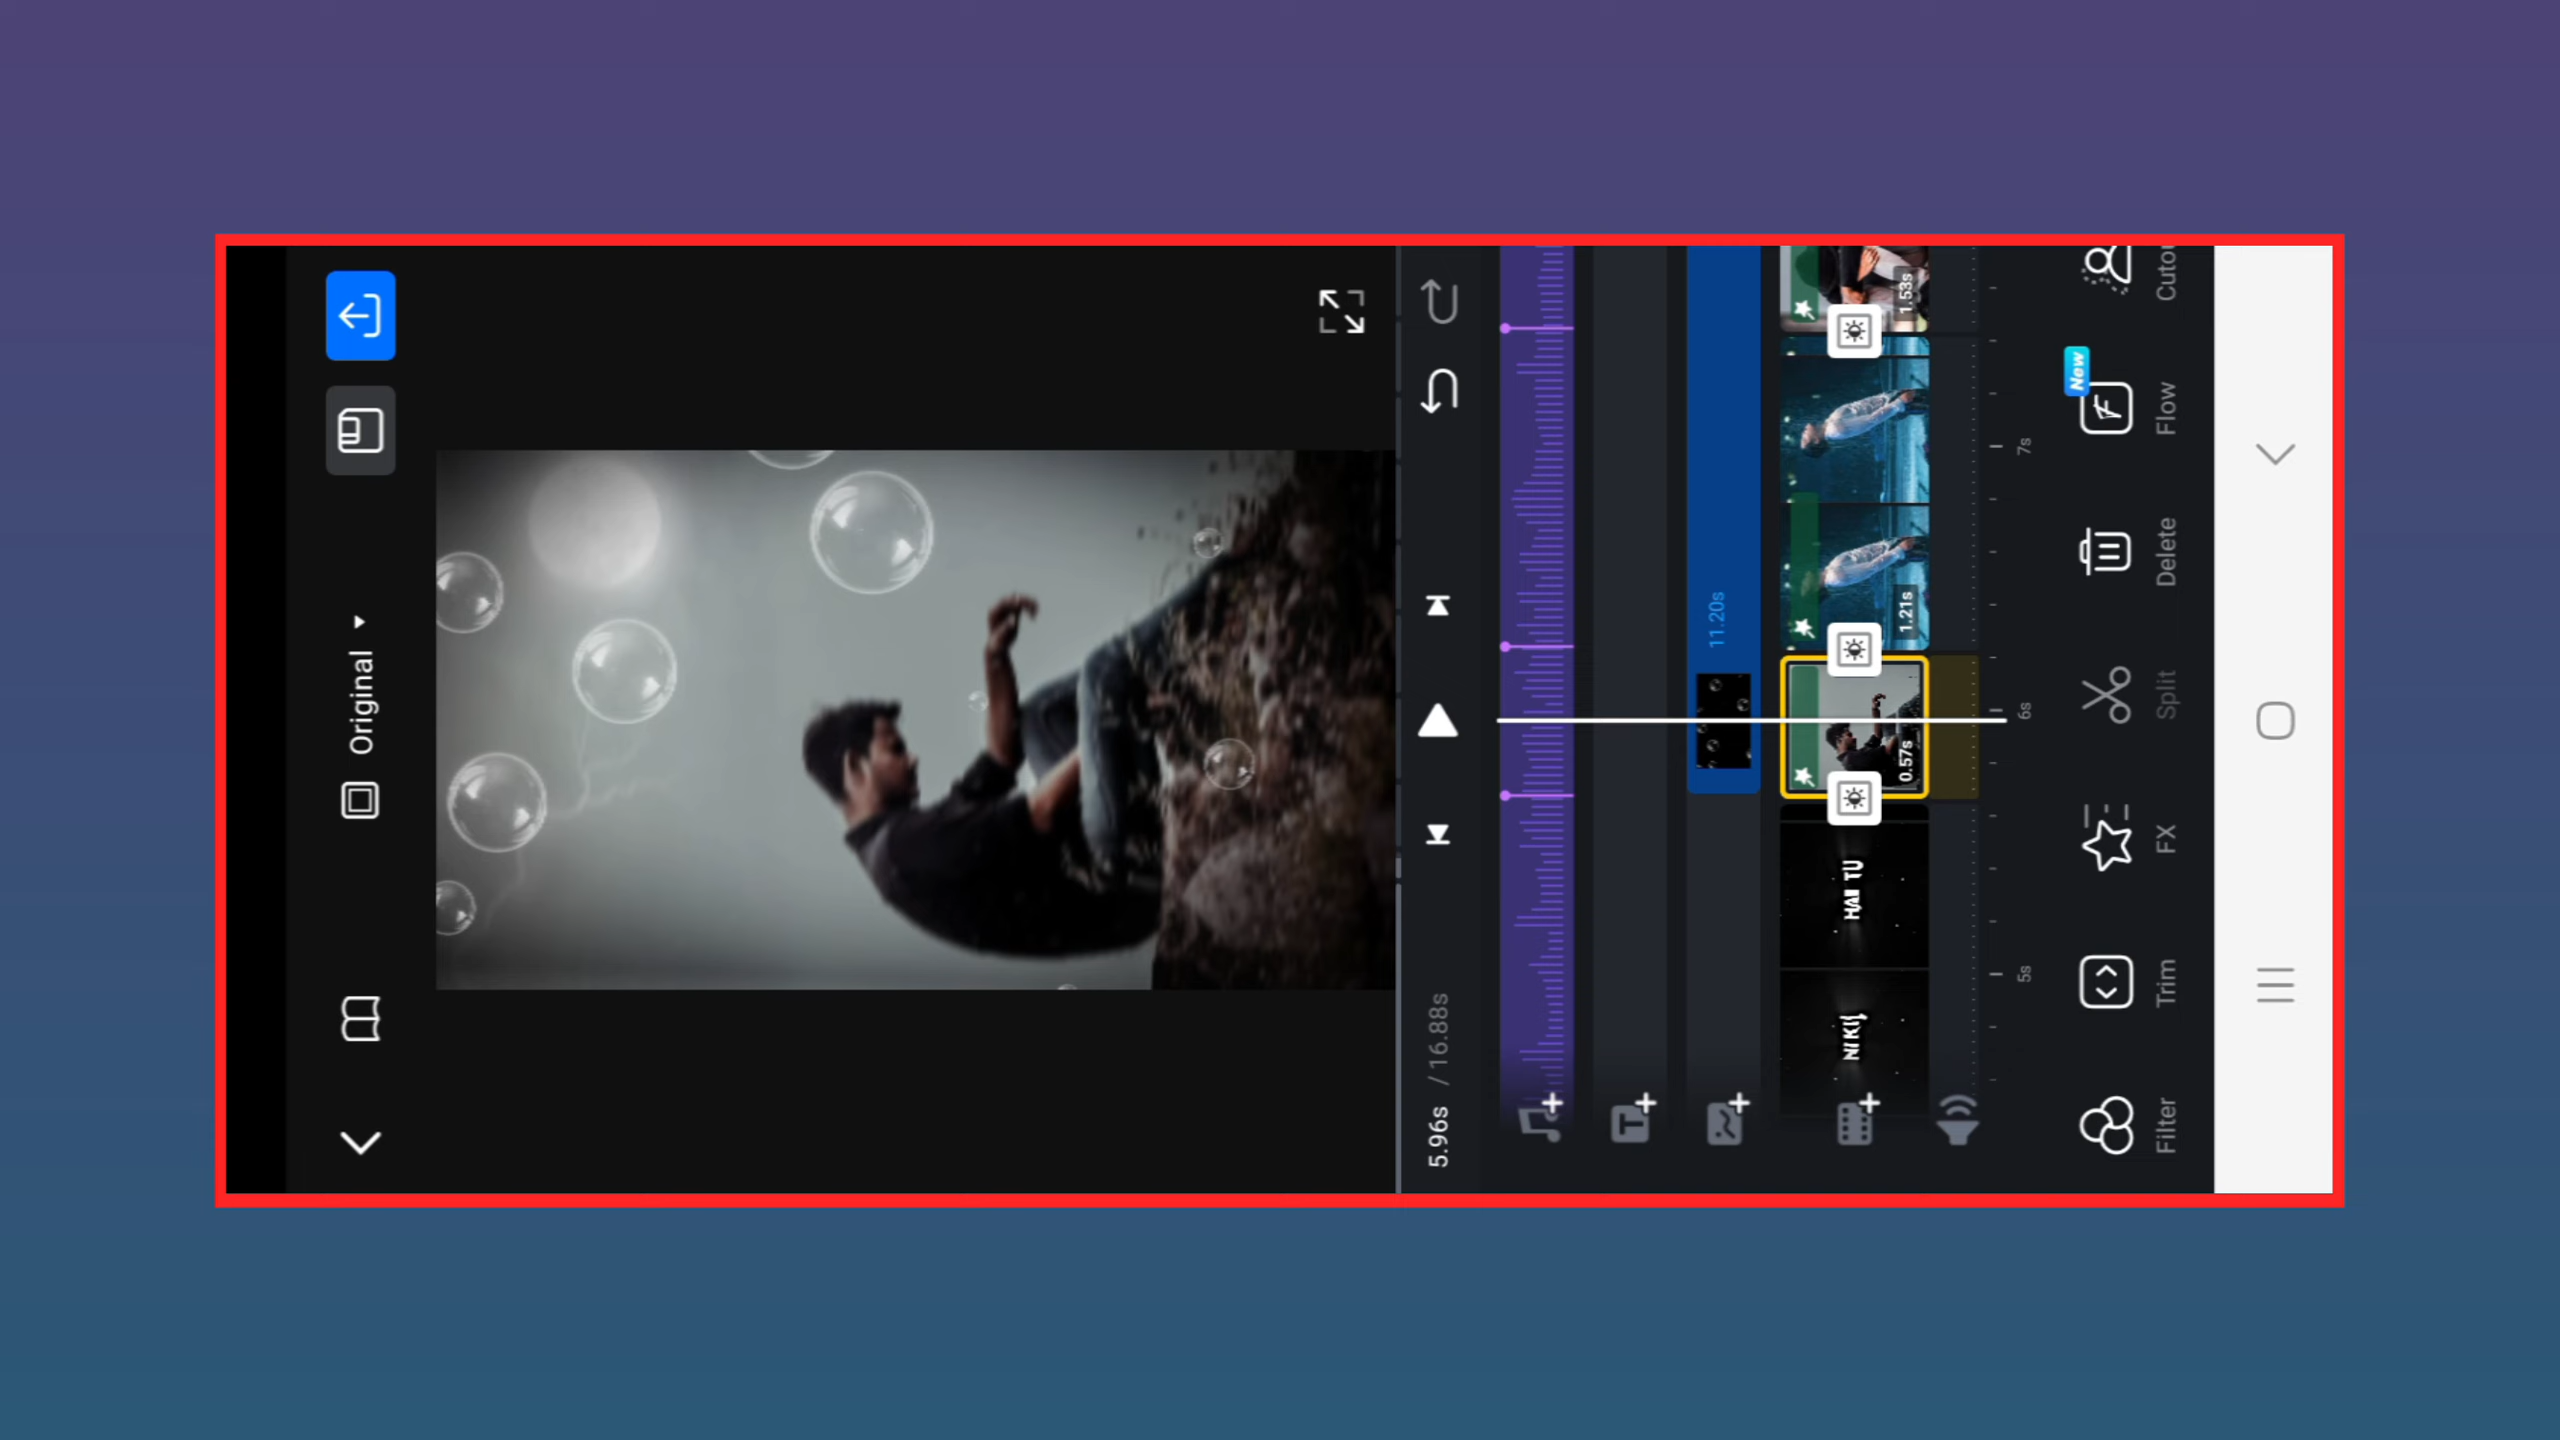 Original
5.96s / 16.88s
11.20s
NIKU
HAI TU
0.57s
1.21s
1.53s
5s
6s
7s
New
Filter
Trim
FX
Split
Delete
Flow
Cuto